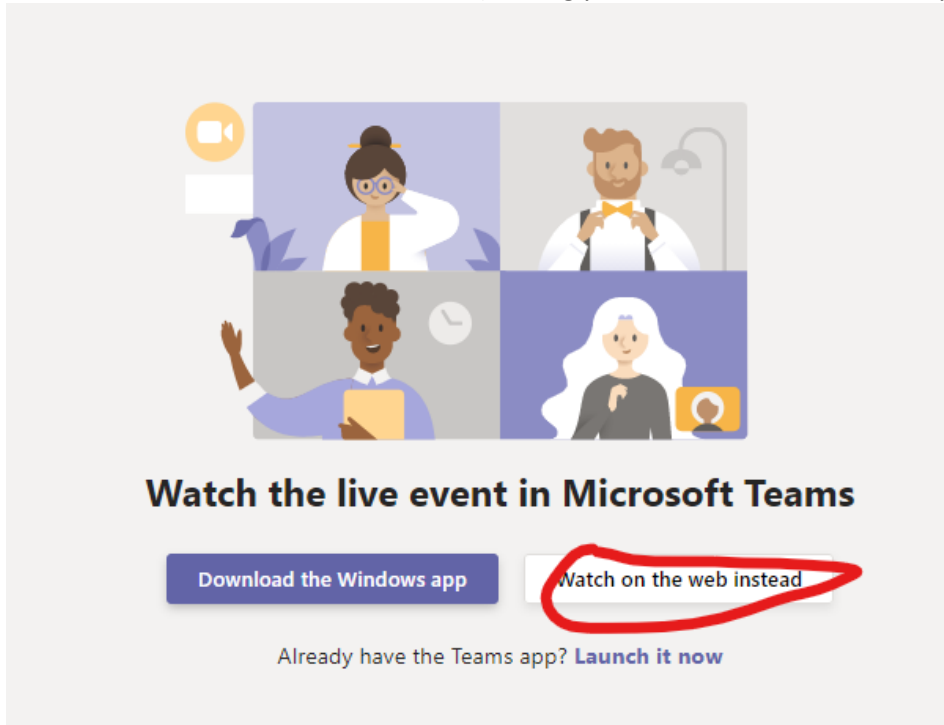 Watch the live event in Microsoft Teams
Download the Windows app
Watch on the web instead
Already have the Teams app? Launch it now